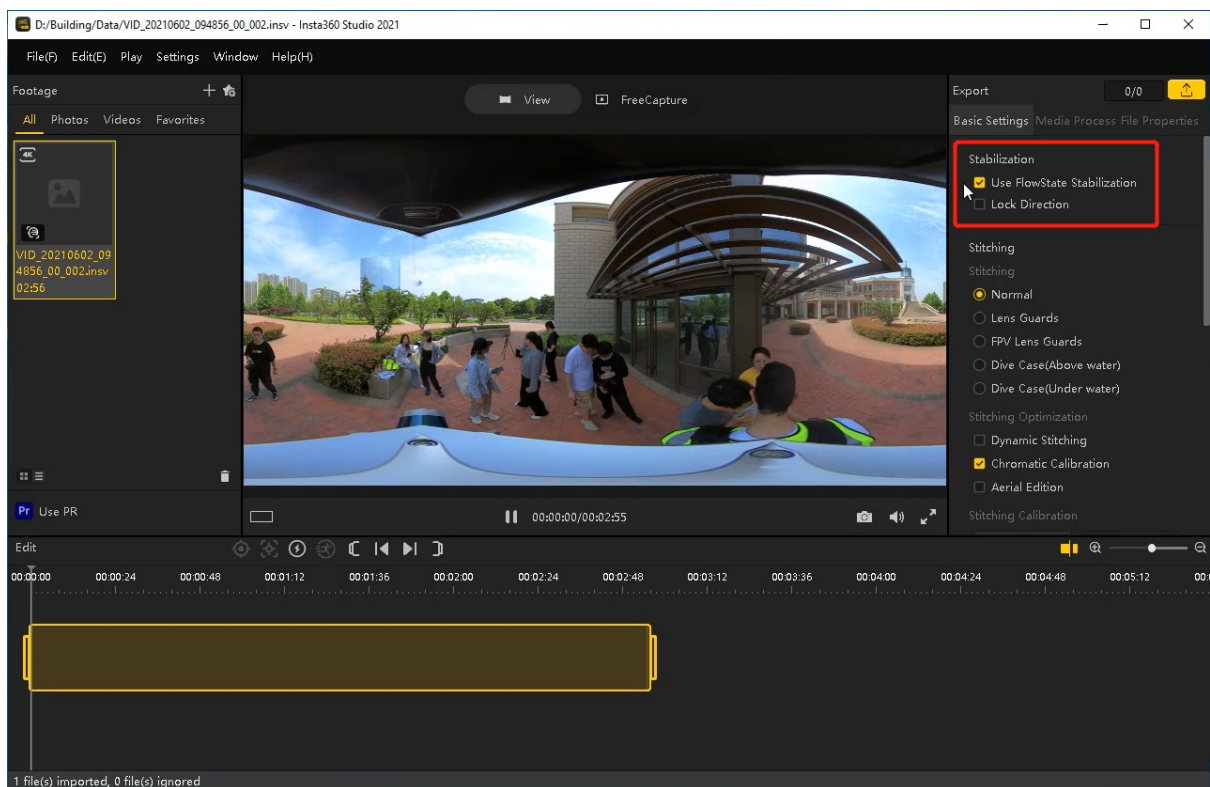 D:/Building/Data/VID_20210602_094856_00_002.insv - Insta360 Studio 2021
File(F) Edit(E) Play Settings Window Help(H)
Footage
All Photos Videos Favorites
4K
VID_20210602_09
4856_00_002.insv
02:56
Pr Use PR
View FreeCapture
00:00:00/00:02:55
Export 0/0
Basic Settings Media Process File Properties
Stabilization
Use FlowState Stabilization
Lock Direction
Stitching
Stitching
Normal
Lens Guards
FPV Lens Guards
Dive Case(Above water)
Dive Case(Under water)
Stitching Optimization
Dynamic Stitching
Chromatic Calibration
Aerial Edition
Stitching Calibration
Edit
00:00:00 00:00:24 00:00:48 00:01:12 00:01:36 00:02:00 00:02:24 00:02:48 00:03:12 00:03:36 00:04:00 00:04:24 00:04:48 00:05:12 00:
1 file(s) imported, 0 file(s) ignored